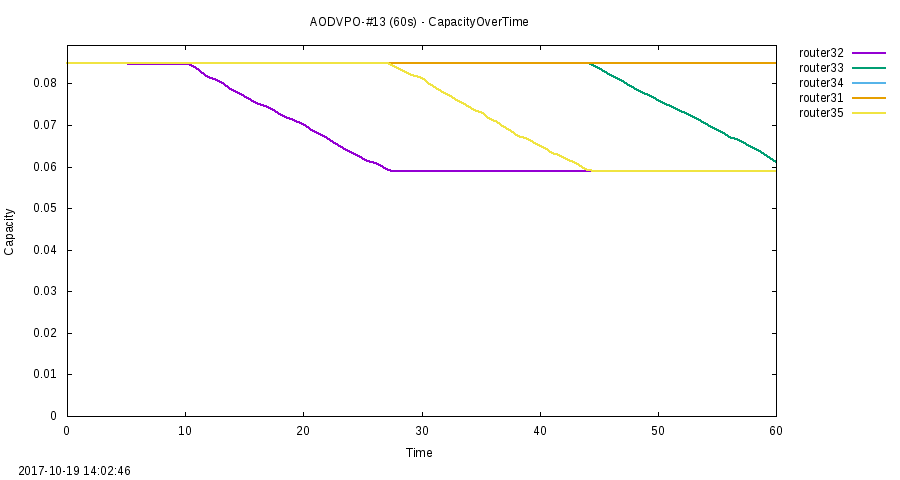 AODVPO-#13 (60s) - CapacityOverTime
router32
router33
router34
router31
router35
0.08
0.07
0.06
0.05
0.04
0.03
0.02
0.01
0
Capacity
0 10 20 30 40 50 60
Time
2017-10-19 14:02:46